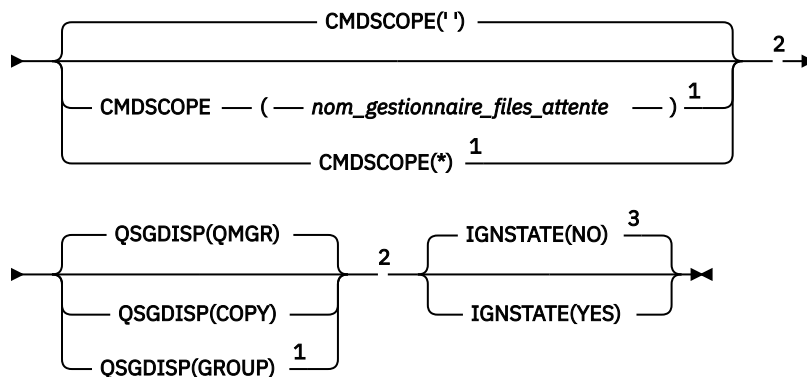 CMDSCOPE(' ')
2
CMDSCOPE ( nom_gestionnaire_files_attente ) 1
CMDSCOPE(*) 1
QSGDISP(QMGR) IGNSTATE(NO) 3
2
QSGDISP(COPY) IGNSTATE(YES)
QSGDISP(GROUP) 1